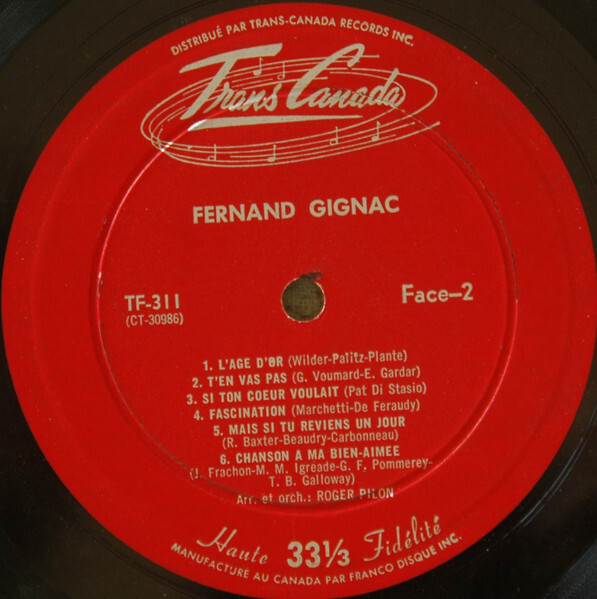 DISTRIBUÉ PAR TRANS-CANADA RECORDS INC.
Trans Canada
FERNAND GIGNAC
TF-311
(CT-30986)
Face-2
1. L'AGE D'OR (Wilder-Palitz-Plante)
2. T'EN VAS PAS (G. Voumard-E. Gardar)
3. SI TON COEUR VOULAIT (Pat Di Stasio)
4. FASCINATION (Marchetti-De Feraudy)
5. MAIS SI TU REVIENS UN JOUR
(R. Baxter-Beaudry-Carbonneau)
6. CHANSON A MA BIEN-AIMEE
(J. Frachon-M. M. Igreade-G. F. Pommerey-
T. B. Galloway)
Arr. et orch.: ROGER PILON
Haute 33⅓ Fidélité
MANUFACTURE AU CANADA PAR FRANCO DISQUE INC.